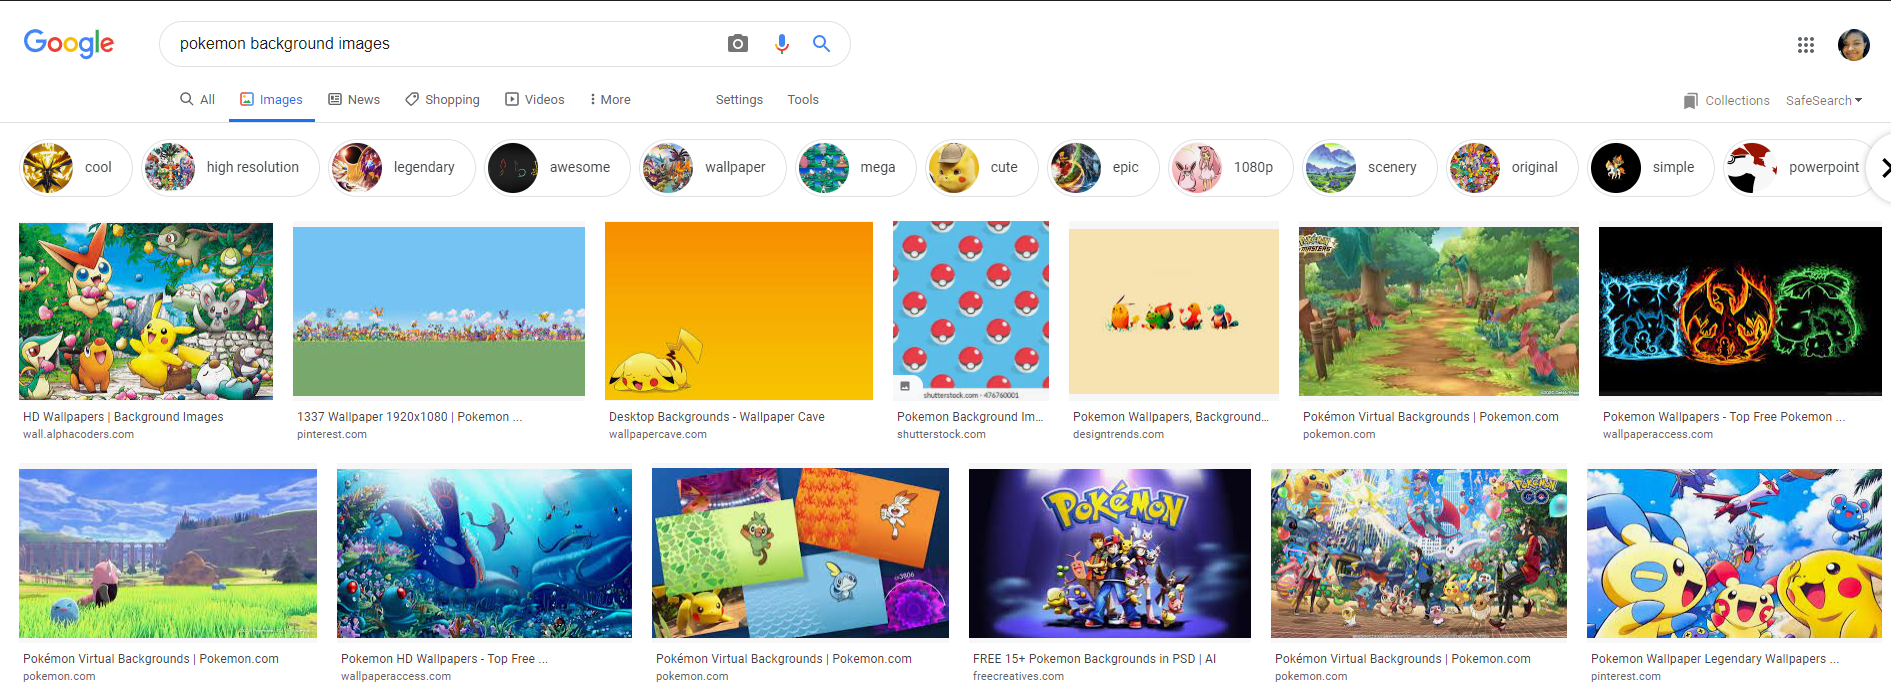 Google
pokemon background images
All
Images
News
Shopping
Videos
More
Settings
Tools
Collections
SafeSearch
cool
high resolution
legendary
awesome
wallpaper
mega
cute
epic
1080p
scenery
original
simple
powerpoint
POKÉMON
MASTERS
shutterstock.com - 476760001
HD Wallpapers | Background Images
wall.alphacoders.com
1337 Wallpaper 1920x1080 | Pokemon ...
pinterest.com
Desktop Backgrounds - Wallpaper Cave
wallpapercave.com
Pokemon Background Im...
shutterstock.com
Pokemon Wallpapers, Background...
designtrends.com
Pokémon Virtual Backgrounds | Pokemon.com
pokemon.com
Pokemon Wallpapers - Top Free Pokemon ...
wallpaperaccess.com
POKÉMON
POKÉMON
GO
Pokémon Virtual Backgrounds | Pokemon.com
pokemon.com
Pokemon HD Wallpapers - Top Free ...
wallpaperaccess.com
Pokémon Virtual Backgrounds | Pokemon.com
pokemon.com
FREE 15+ Pokemon Backgrounds in PSD | AI
freecreatives.com
Pokémon Virtual Backgrounds | Pokemon.com
pokemon.com
Pokemon Wallpaper Legendary Wallpapers ...
pinterest.com